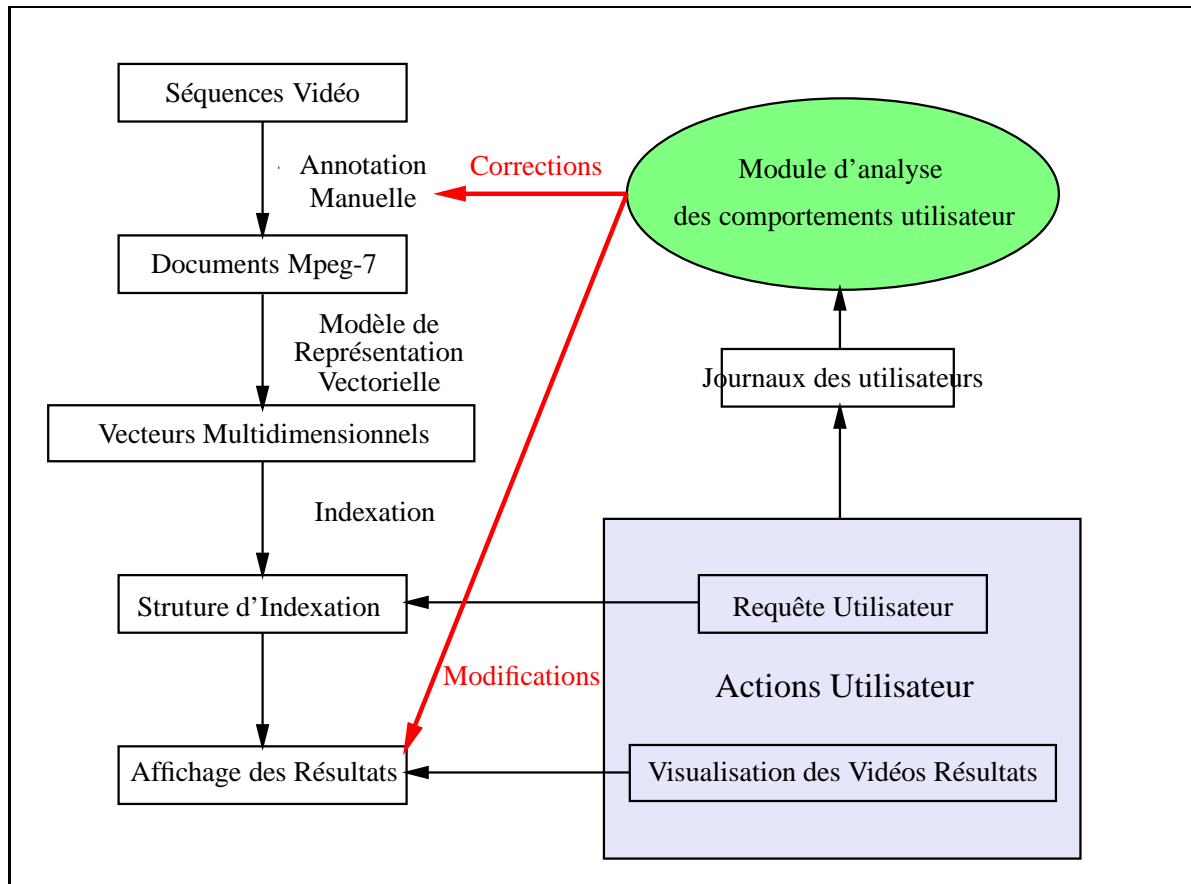 Séquences Vidéo
Annotation
Manuelle
Corrections
Module d'analyse
des comportements utilisateur
Documents Mpeg-7
Modèle de
Représentation
Vectorielle
Journaux des utilisateurs
Vecteurs Multidimensionnels
Indexation
Struture d'Indexation
Requête Utilisateur
Modifications
Actions Utilisateur
Affichage des Résultats
Visualisation des Vidéos Résultats